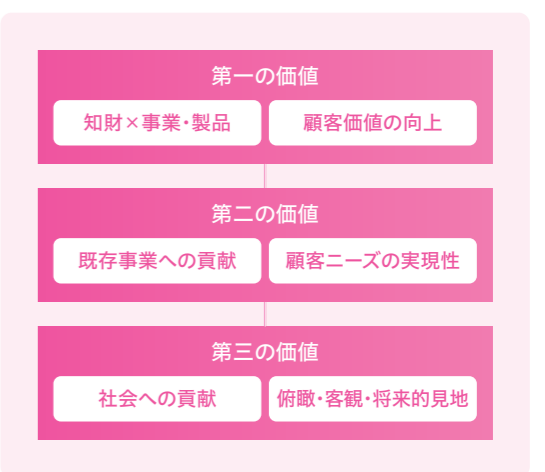 第一の価値
知財×事業・製品
顧客価値の向上
第二の価値
既存事業への貢献
顧客ニーズの実現性
第三の価値
社会への貢献
俯瞰・客観・将来的見地